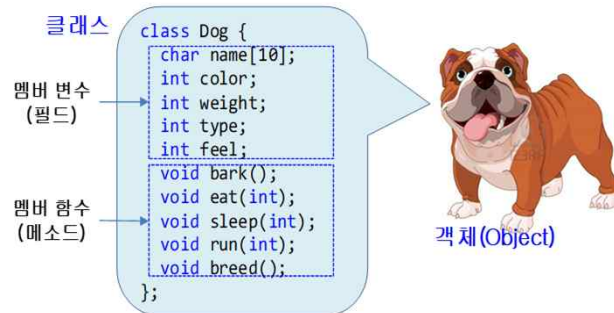 클래스
class Dog {
char name[10];
int color;
int weight;
int type;
int feel;
void bark();
void eat(int);
void sleep(int);
void run(int);
void breed();
};
멤버 변수
(필드)
멤버 함수
(메소드)
객체(Object)